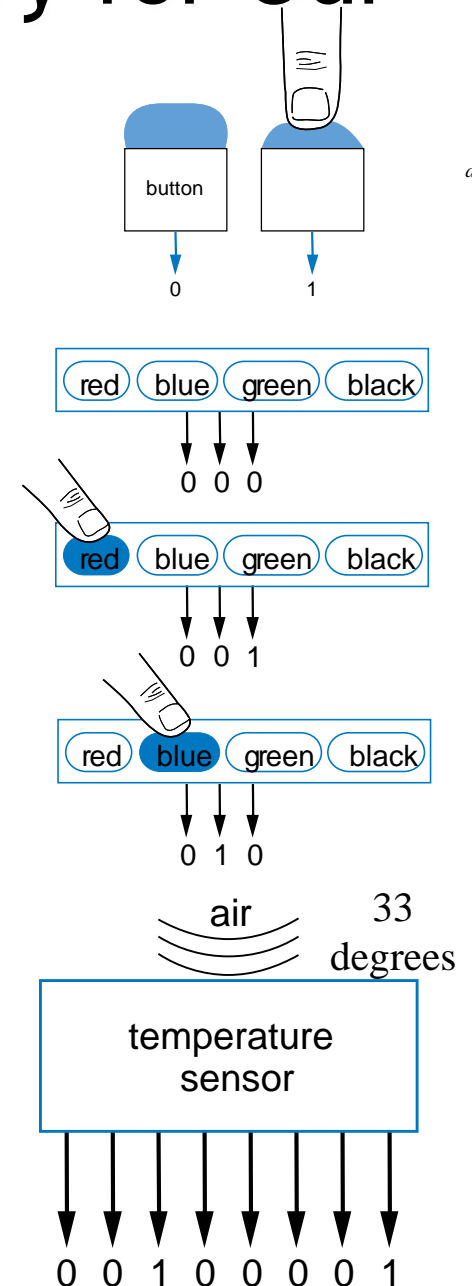 button
0 1
red blue green black
0 0 0
red blue green black
0 0 1
red blue green black
0 1 0
air 33
degrees
temperature
sensor
0 0 1 0 0 0 0 1